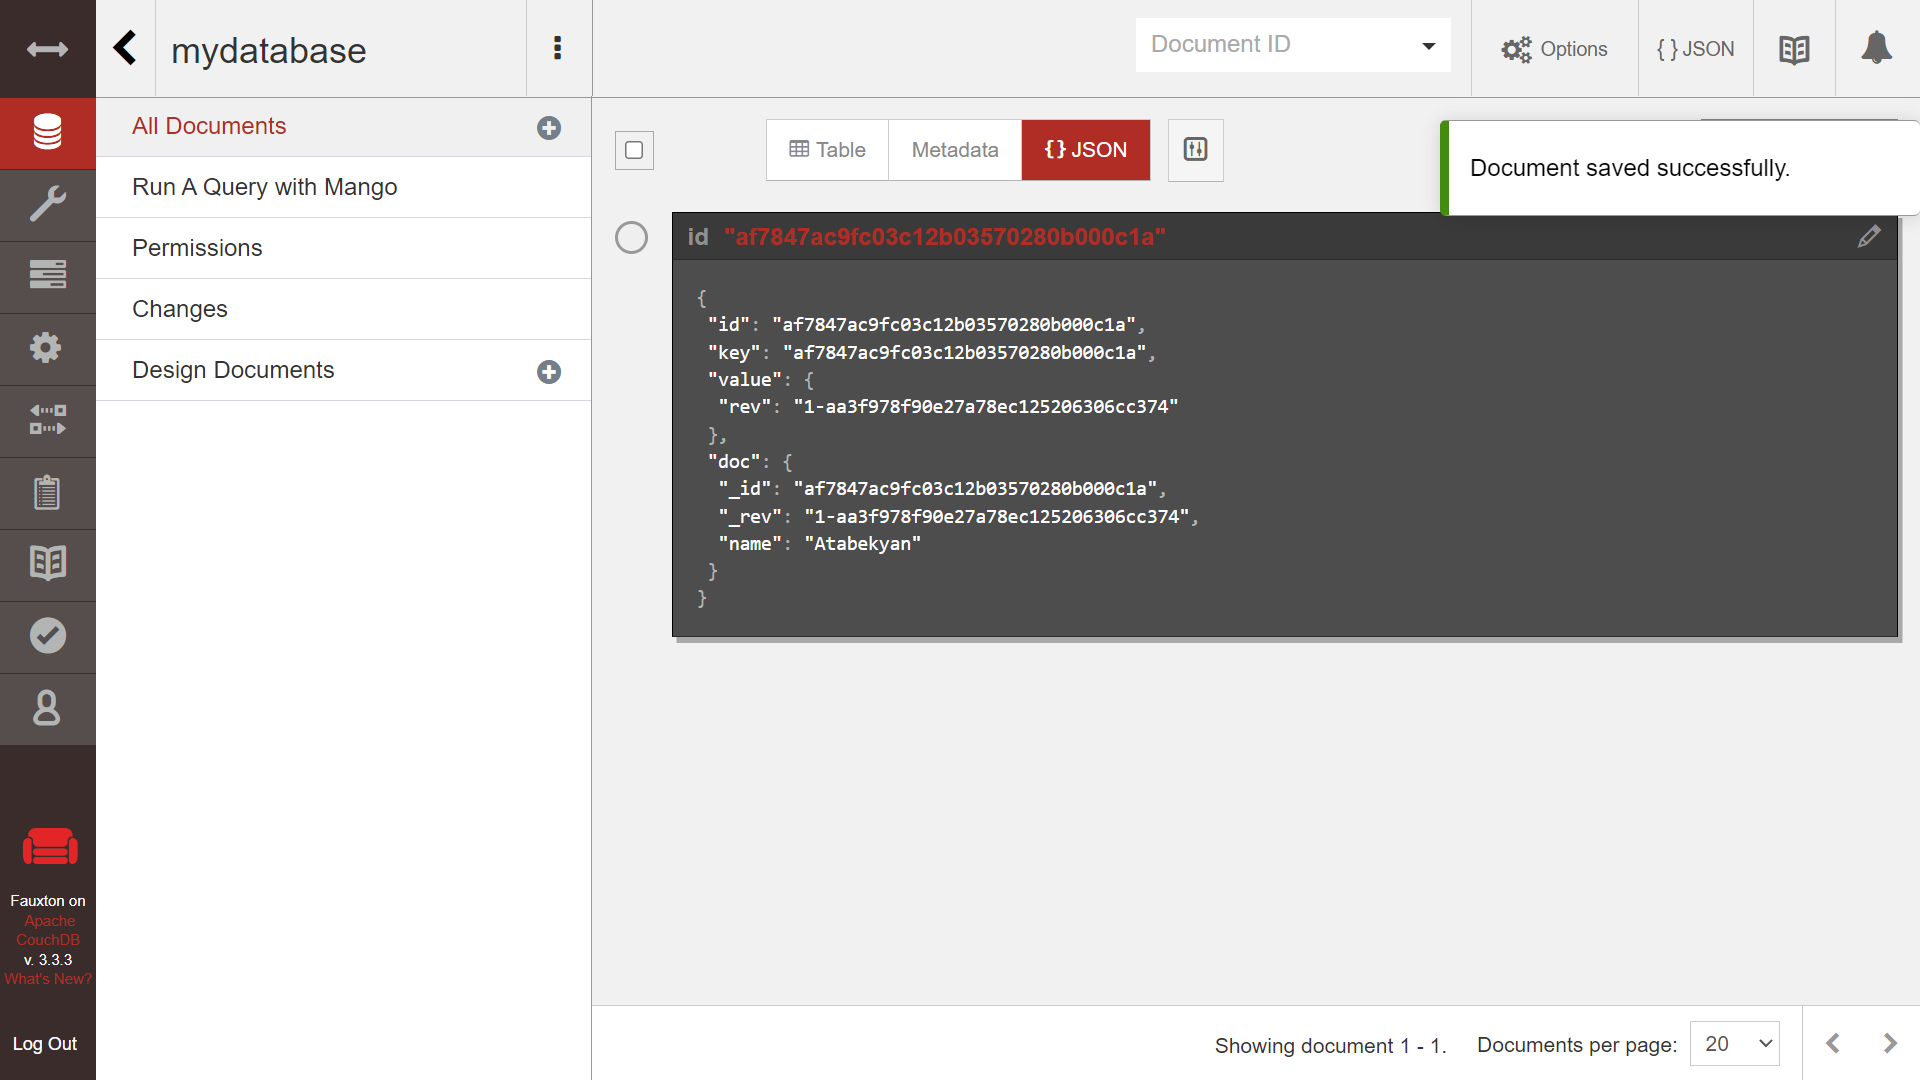 mydatabase
Document ID
Options
{ } JSON
All Documents
Run A Query with Mango
Permissions
Changes
Design Documents
Table
Metadata
{} JSON
Document saved successfully.
id "af7847ac9fc03c12b03570280b000c1a"
{
"id": "af7847ac9fc03c12b03570280b000c1a",
"key": "af7847ac9fc03c12b03570280b000c1a",
"value": {
"rev": "1-aa3f978f90e27a78ec125206306cc374"
},
"doc": {
"_id": "af7847ac9fc03c12b03570280b000c1a",
"_rev": "1-aa3f978f90e27a78ec125206306cc374",
"name": "Atabekyan"
}
}
Fauxton on
Apache
CouchDB
v. 3.3.3
What's New?
Log Out
Showing document 1 - 1.
Documents per page:
20